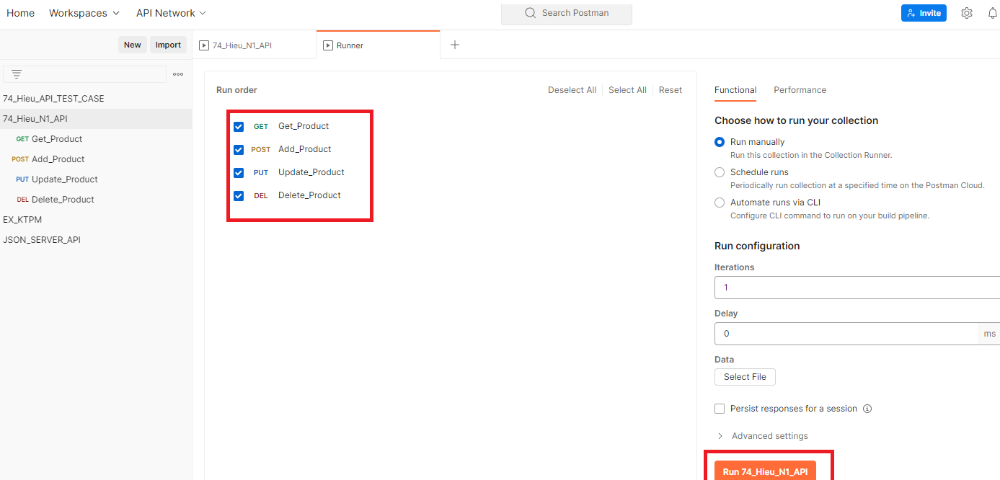 Home Workspaces API Network Search Postman Invite
New Import
74_Hieu_N1_API Runner
74_Hieu_API_TEST_CASE
74_Hieu_N1_API
GET Get_Product
POST Add_Product
PUT Update_Product
DEL Delete_Product
EX_KTPM
JSON_SERVER_API
Run order Deselect All Select All Reset
GET Get_Product
POST Add_Product
PUT Update_Product
DEL Delete_Product
Functional Performance
Choose how to run your collection
Run manually
Run this collection in the Collection Runner.
Schedule runs
Periodically run collection at a specified time on the Postman Cloud.
Automate runs via CLI
Configure CLI command to run on your build pipeline.
Run configuration
Iterations
1
Delay
0 ms
Data
Select File
Persist responses for a session
Advanced settings
Run 74_Hieu_N1_API